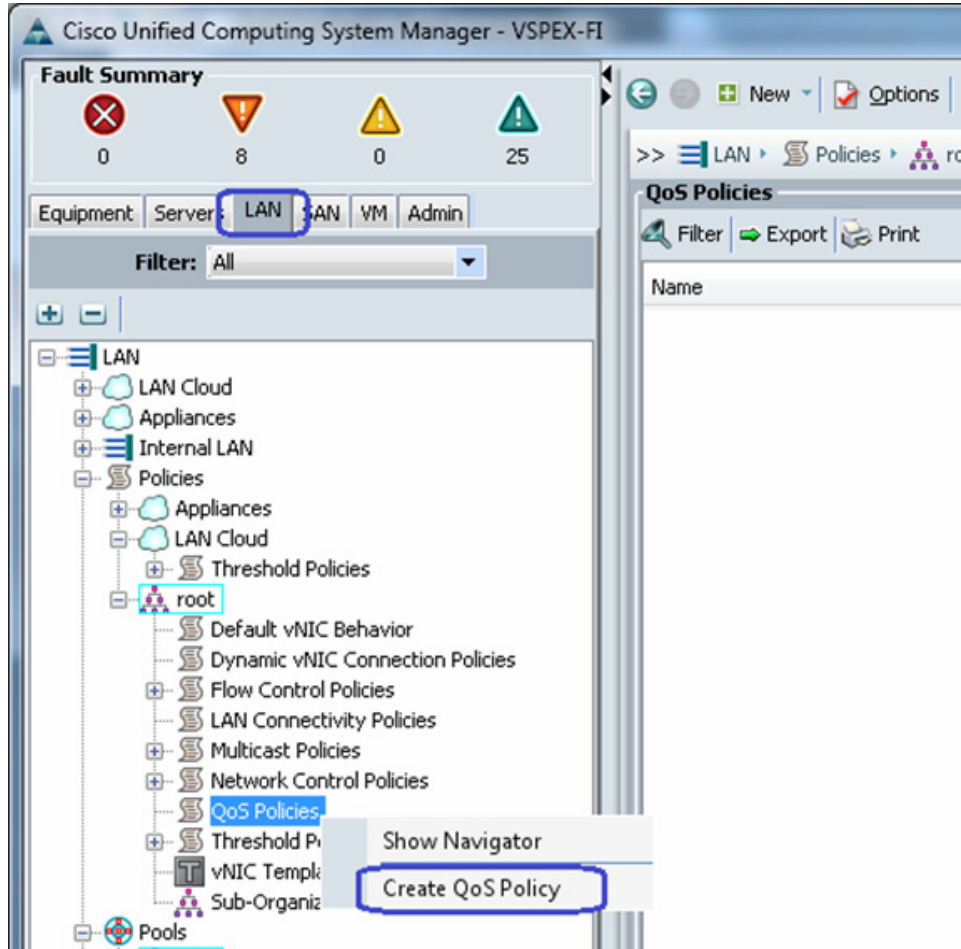 Cisco Unified Computing System Manager - VSPEX-FI
Fault Summary
0 8 0 25
Equipment Servers LAN SAN VM Admin
Filter: All
LAN
LAN Cloud
Appliances
Internal LAN
Policies
Appliances
LAN Cloud
Threshold Policies
root
Default vNIC Behavior
Dynamic vNIC Connection Policies
Flow Control Policies
LAN Connectivity Policies
Multicast Policies
Network Control Policies
QoS Policies
Threshold P
vNIC Templa
Sub-Organiz
Pools
Show Navigator
Create QoS Policy
New Options
>> LAN Policies ro
QoS Policies
Filter Export Print
Name